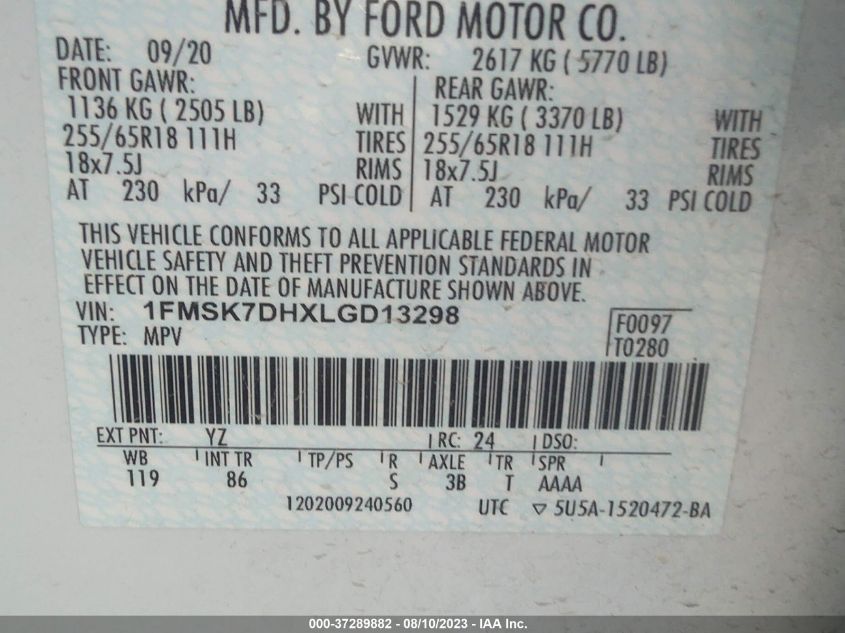 MFD. BY FORD MOTOR CO.
DATE: 09/20 GVWR: 2617 KG ( 5770 LB)
FRONT GAWR: REAR GAWR:
1136 KG ( 2505 LB) WITH 1529 KG ( 3370 LB) WITH
255/65R18 111H TIRES 255/65R18 111H TIRES
18x7.5J RIMS 18x7.5J RIMS
AT 230 kPa/ 33 PSI COLD AT 230 kPa/ 33 PSI COLD
THIS VEHICLE CONFORMS TO ALL APPLICABLE FEDERAL MOTOR
VEHICLE SAFETY AND THEFT PREVENTION STANDARDS IN
EFFECT ON THE DATE OF MANUFACTURE SHOWN ABOVE.
VIN: 1FMSK7DHXLGD13298 F0097
TYPE: MPV T0280
EXT PNT: YZ RC: 24 DSO:
WB INT TR TP/PS R AXLE TR SPR
119 86 S 3B T AAAA
1202009240560 UTC ▽ 5U5A-1520472-BA
000-37289882 - 08/10/2023 - IAA Inc.